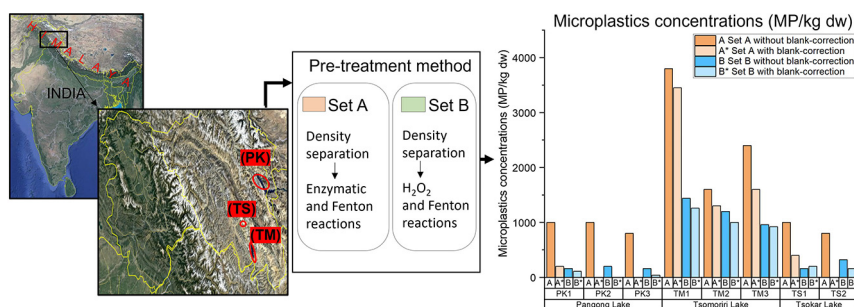 HIMALAYA
INDIA
(PK)
(TS)
(TM)
Pre-treatment method
Set A
Density
separation
Enzymatic
and Fenton
reactions
Set B
Density
separation
H₂O₂
and Fenton
reactions
Microplastics concentrations (MP/kg dw)
A Set A without blank-correction
A* Set A with blank-correction
B Set B without blank-correction
B* Set B with blank-correction
Microplastics concentrations (MP/kg dw)
4000
3000
2000
1000
0
A A* B B* A A* B B* A A* B B* A A* B B* A A* B B* A A* B B* A A* B B* A A* B B*
PK1 PK2 PK3 TM1 TM2 TM3 TS1 TS2
Pangong Lake Tsomoriri Lake Tsokar Lake